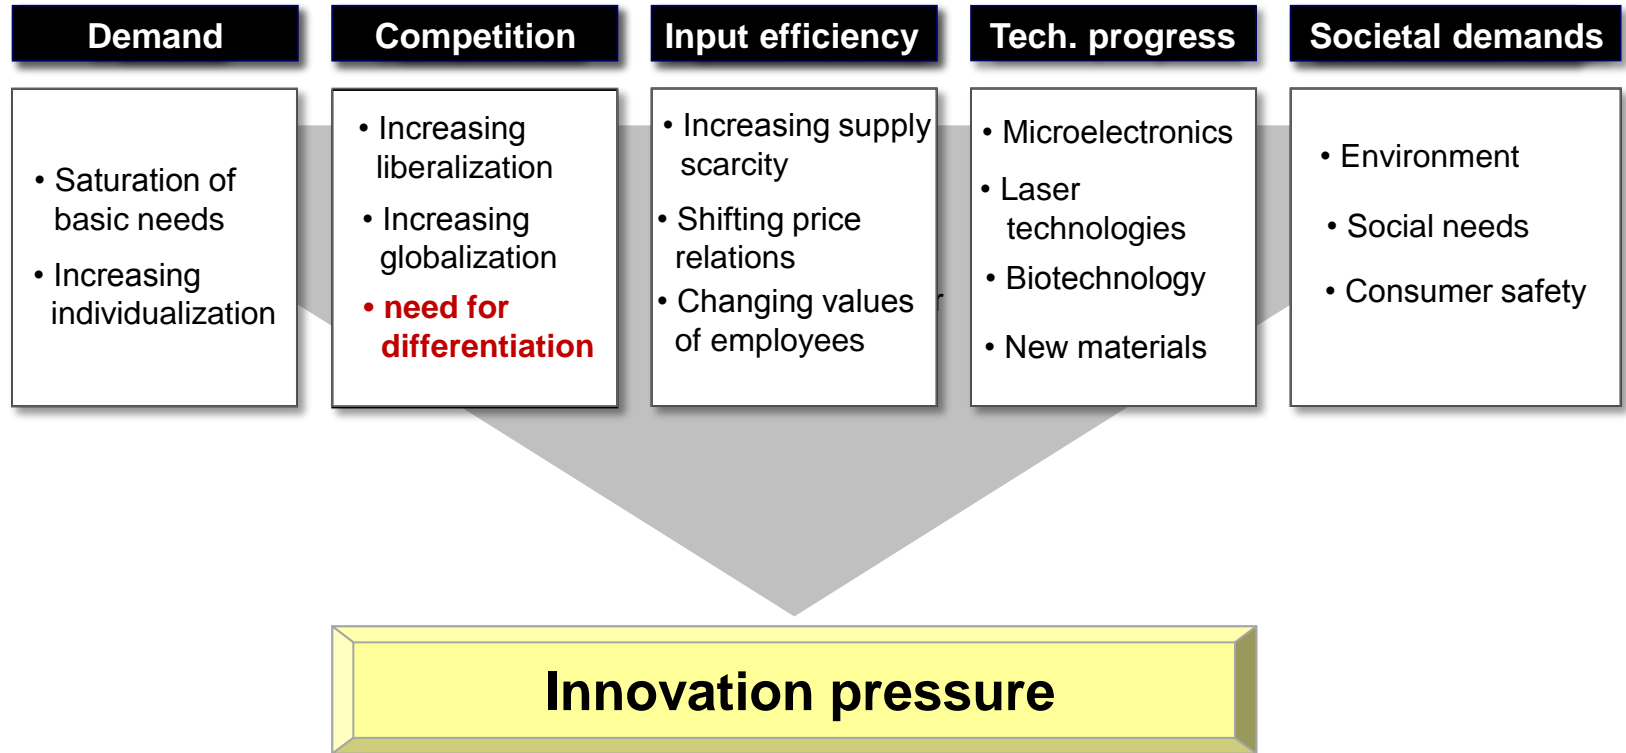 Demand
• Saturation of
basic needs
• Increasing
individualization
Competition
• Increasing
liberalization
• Increasing
globalization
• need for
differentiation
Input efficiency
• Increasing supply
scarcity
• Shifting price
relations
• Changing values
of employees
Tech. progress
• Microelectronics
• Laser
technologies
• Biotechnology
• New materials
Societal demands
• Environment
• Social needs
• Consumer safety
Innovation pressure